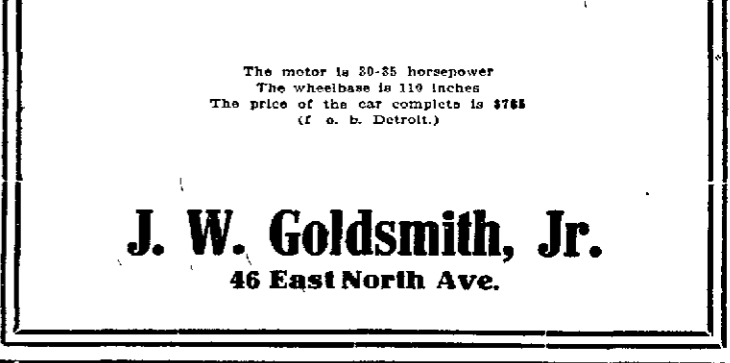 The motor is 30-35 horsepower
The wheelbase is 110 inches
The price of the car complete is $785
(f o. b. Detroit.)
J. W. Goldsmith, Jr.
46 East North Ave.